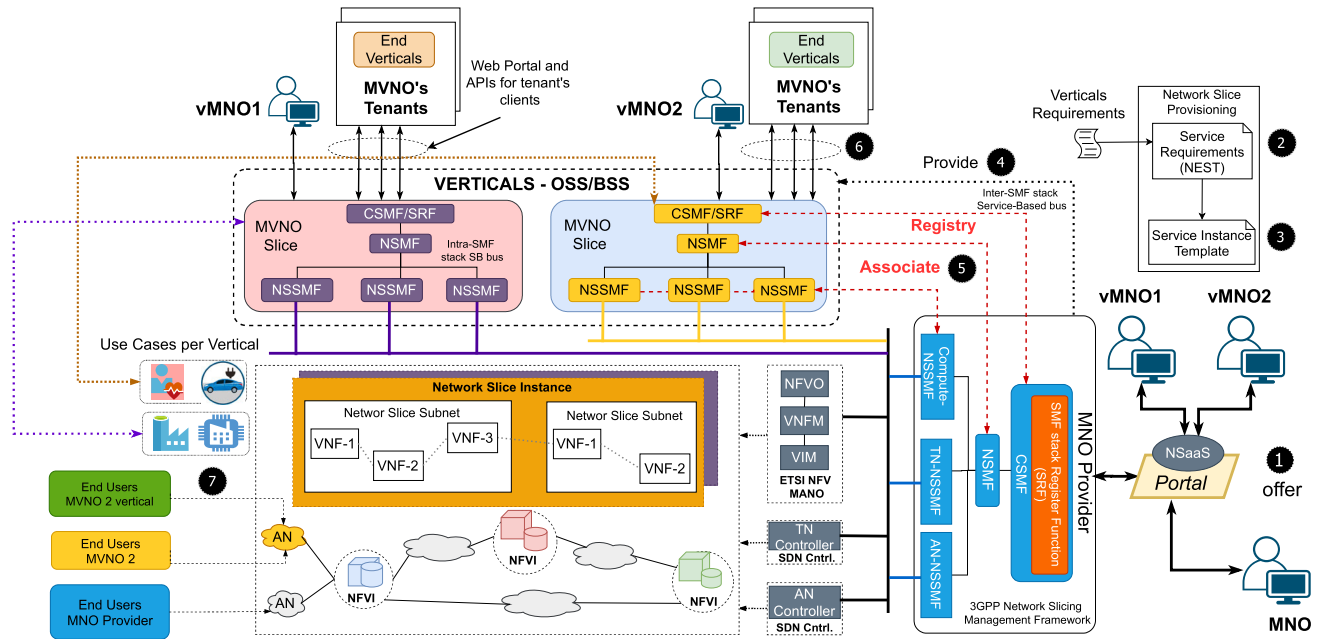 End
Verticals
MVNO's
Tenants
vMNO1
Web Portal and
APIs for tenant's
clients
vMNO2
End
Verticals
MVNO's
Tenants
6
Verticals
Requirements
Network Slice
Provisioning
Service
Requirements
(NEST)
2
Service Instance
Template
3
Provide
4
Inter-SMF stack
Service-Based bus
VERTICALS - OSS/BSS
MVNO
Slice
CSMF/SRF
NSMF
Intra-SMF
stack SB bus
NSSMF
NSSMF
NSSMF
MVNO
Slice
CSMF/SRF
NSMF
NSSMF
NSSMF
NSSMF
Registry
Associate
5
Use Cases per Vertical
Network Slice Instance
Networ Slice Subnet
VNF-1
VNF-2
VNF-3
Networ Slice Subnet
VNF-1
VNF-2
NFVO
VNFM
VIM
ETSI NFV
MANO
TN
Controller
SDN Cntrl.
AN
Controller
SDN Cntrl.
Compute-
NSSMF
TN-NSSMF
AN-NSSMF
NSMF
CSMF
SMF stack Register Function
(SRF)
MNO Provider
3GPP Network Slicing
Management Framework
vMNO1
vMNO2
NSaaS
Portal
1
offer
MNO
7
End Users
MVNO 2 vertical
End Users
MVNO 2
End Users
MNO Provider
AN
AN
NFVI
NFVI
NFVI